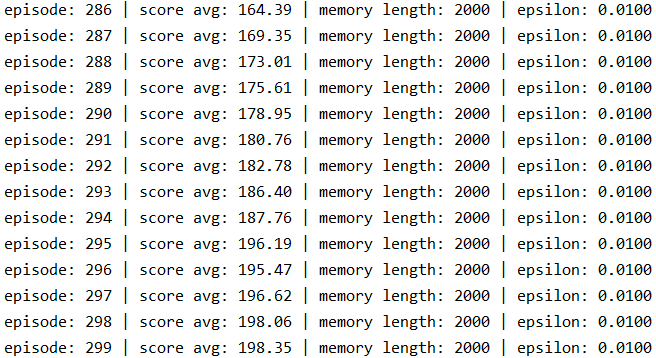 episode: 286 | score avg: 164.39 | memory length: 2000 | epsilon: 0.0100
episode: 287 | score avg: 169.35 | memory length: 2000 | epsilon: 0.0100
episode: 288 | score avg: 173.01 | memory length: 2000 | epsilon: 0.0100
episode: 289 | score avg: 175.61 | memory length: 2000 | epsilon: 0.0100
episode: 290 | score avg: 178.95 | memory length: 2000 | epsilon: 0.0100
episode: 291 | score avg: 180.76 | memory length: 2000 | epsilon: 0.0100
episode: 292 | score avg: 182.78 | memory length: 2000 | epsilon: 0.0100
episode: 293 | score avg: 186.40 | memory length: 2000 | epsilon: 0.0100
episode: 294 | score avg: 187.76 | memory length: 2000 | epsilon: 0.0100
episode: 295 | score avg: 196.19 | memory length: 2000 | epsilon: 0.0100
episode: 296 | score avg: 195.47 | memory length: 2000 | epsilon: 0.0100
episode: 297 | score avg: 196.62 | memory length: 2000 | epsilon: 0.0100
episode: 298 | score avg: 198.06 | memory length: 2000 | epsilon: 0.0100
episode: 299 | score avg: 198.35 | memory length: 2000 | epsilon: 0.0100